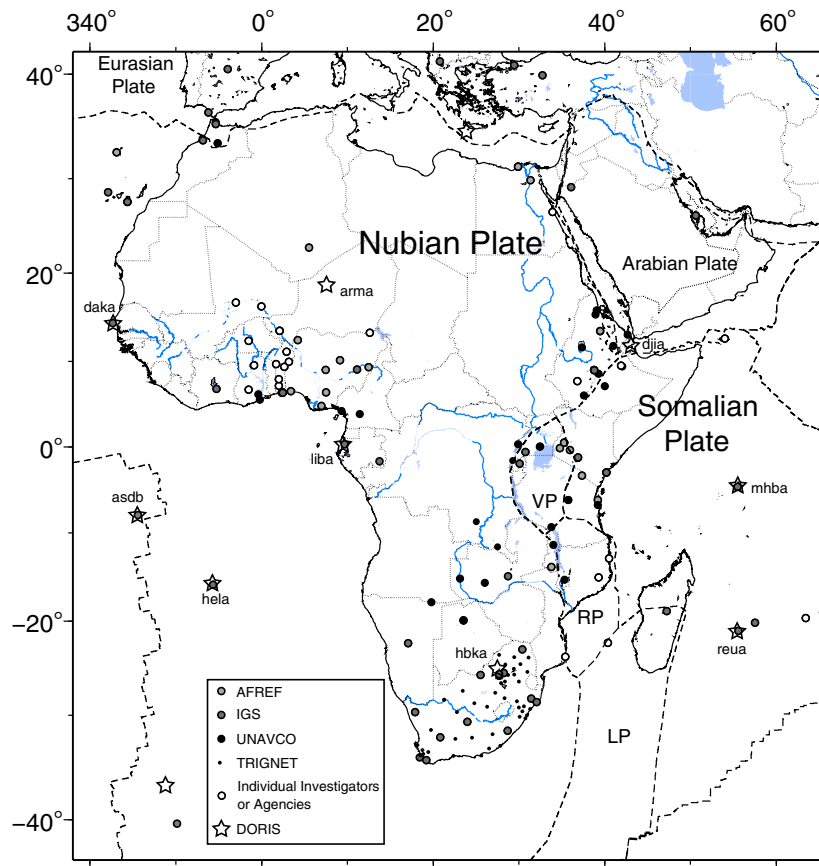 340° 0° 20° 40° 60°
Eurasian
Plate
40°
Nubian Plate
Arabian Plate
20°
arma
daka
djia
Somalian
Plate
0°
liba
VP
mhba
asdb
hela
RP
−20°
hbka
reua
AFREF
IGS
UNAVCO
TRIGNET
Individual Investigators
or Agencies
DORIS
LP
−40°